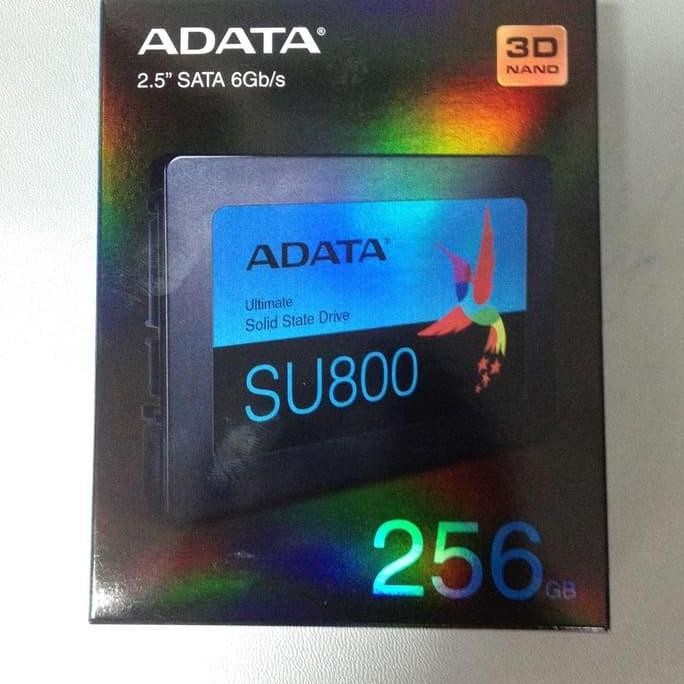 ADATA®
3D
NAND
2.5” SATA 6Gb/s
ADATA®
Ultimate
Solid State Drive
SU800
256GB